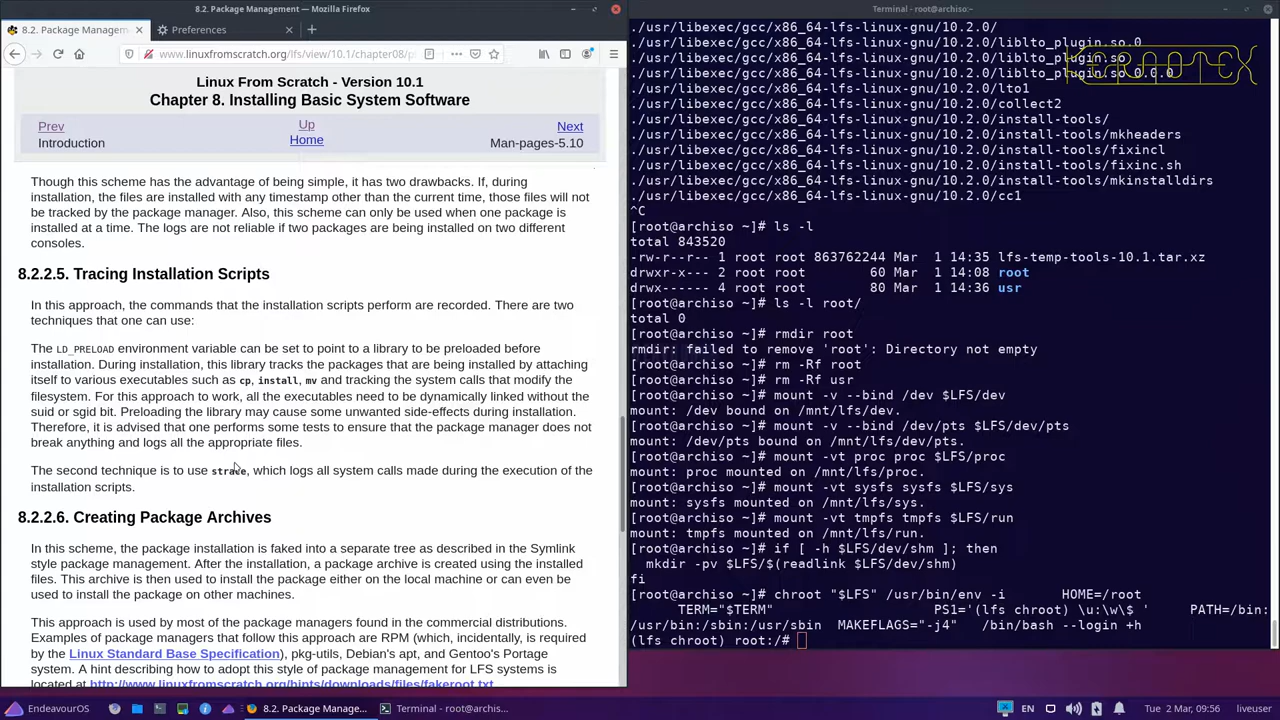 8.2. Package Management — Mozilla Firefox
8.2. Package Managem
Preferences
www.linuxfromscratch.org/lfs/view/10.1/chapter08/p
Linux From Scratch - Version 10.1
Chapter 8. Installing Basic System Software
Prev
Up
Next
Introduction
Home
Man-pages-5.10
Though this scheme has the advantage of being simple, it has two drawbacks. If, during
installation, the files are installed with any timestamp other than the current time, those files will not
be tracked by the package manager. Also, this scheme can only be used when one package is
installed at a time. The logs are not reliable if two packages are being installed on two different
consoles.
8.2.2.5. Tracing Installation Scripts
In this approach, the commands that the installation scripts perform are recorded. There are two
techniques that one can use:
The LD_PRELOAD environment variable can be set to point to a library to be preloaded before
installation. During installation, this library tracks the packages that are being installed by attaching
itself to various executables such as cp, install, mv and tracking the system calls that modify the
filesystem. For this approach to work, all the executables need to be dynamically linked without the
suid or sgid bit. Preloading the library may cause some unwanted side-effects during installation.
Therefore, it is advised that one performs some tests to ensure that the package manager does not
break anything and logs all the appropriate files.
The second technique is to use strace, which logs all system calls made during the execution of the
installation scripts.
8.2.2.6. Creating Package Archives
In this scheme, the package installation is faked into a separate tree as described in the Symlink
style package management. After the installation, a package archive is created using the installed
files. This archive is then used to install the package either on the local machine or can even be
used to install the package on other machines.
This approach is used by most of the package managers found in the commercial distributions.
Examples of package managers that follow this approach are RPM (which, incidentally, is required
by the Linux Standard Base Specification), pkg-utils, Debian's apt, and Gentoo's Portage
system. A hint describing how to adopt this style of package management for LFS systems is
located at http://www.linuxfromscratch.org/hints/downloads/files/fakeroot.txt.
Terminal - root@archiso:~
./usr/libexec/gcc/x86_64-lfs-linux-gnu/10.2.0/
./usr/libexec/gcc/x86_64-lfs-linux-gnu/10.2.0/liblto_plugin.so.0
./usr/libexec/gcc/x86_64-lfs-linux-gnu/10.2.0/liblto_plugin.so
./usr/libexec/gcc/x86_64-lfs-linux-gnu/10.2.0/liblto_plugin.so.0.0.0
./usr/libexec/gcc/x86_64-lfs-linux-gnu/10.2.0/lto1
./usr/libexec/gcc/x86_64-lfs-linux-gnu/10.2.0/collect2
./usr/libexec/gcc/x86_64-lfs-linux-gnu/10.2.0/install-tools/
./usr/libexec/gcc/x86_64-lfs-linux-gnu/10.2.0/install-tools/mkheaders
./usr/libexec/gcc/x86_64-lfs-linux-gnu/10.2.0/install-tools/fixincl
./usr/libexec/gcc/x86_64-lfs-linux-gnu/10.2.0/install-tools/fixinc.sh
./usr/libexec/gcc/x86_64-lfs-linux-gnu/10.2.0/install-tools/mkinstalldirs
./usr/libexec/gcc/x86_64-lfs-linux-gnu/10.2.0/cc1
^C
[root@archiso ~]# ls -l
total 843520
-rw-r--r-- 1 root root 863762244 Mar  1 14:35 lfs-temp-tools-10.1.tar.xz
drwxr-x--- 2 root root        60 Mar  1 14:08 root
drwx------ 4 root root        80 Mar  1 14:36 usr
[root@archiso ~]# ls -l root/
total 0
[root@archiso ~]# rmdir root
rmdir: failed to remove 'root': Directory not empty
[root@archiso ~]# rm -Rf root
[root@archiso ~]# rm -Rf usr
[root@archiso ~]# mount -v --bind /dev $LFS/dev
mount: /dev bound on /mnt/lfs/dev.
[root@archiso ~]# mount -v --bind /dev/pts $LFS/dev/pts
mount: /dev/pts bound on /mnt/lfs/dev/pts.
[root@archiso ~]# mount -vt proc proc $LFS/proc
mount: proc mounted on /mnt/lfs/proc.
[root@archiso ~]# mount -vt sysfs sysfs $LFS/sys
mount: sysfs mounted on /mnt/lfs/sys.
[root@archiso ~]# mount -vt tmpfs tmpfs $LFS/run
mount: tmpfs mounted on /mnt/lfs/run.
[root@archiso ~]# if [ -h $LFS/dev/shm ]; then
  mkdir -pv $LFS/$(readlink $LFS/dev/shm)
fi
[root@archiso ~]# chroot "$LFS" /usr/bin/env -i      HOME=/root
TERM="$TERM"                     PS1='(lfs chroot) \u:\w\$ '     PATH=/bin:
/usr/bin:/sbin:/usr/sbin  MAKEFLAGS="-j4"   /bin/bash --login +h
(lfs chroot) root:/#
EndeavourOS
8.2. Package Manageme...
Terminal - root@archis...
EN
Tue 2 Mar, 09:56
liveuser